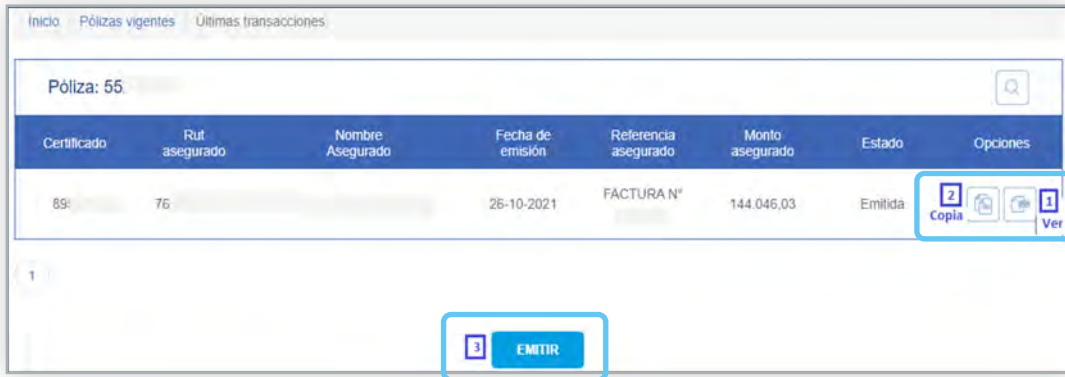 Inicio Pólizas vigentes Últimas transacciones
Póliza: 55
Certificado Rut asegurado Nombre Asegurado Fecha de emisión Referencia asegurado Monto asegurado Estado Opciones
89 76 26-10-2021 FACTURA N° 144.046,03 Emitida 2 Copia 1 Ver
1
3 EMITIR